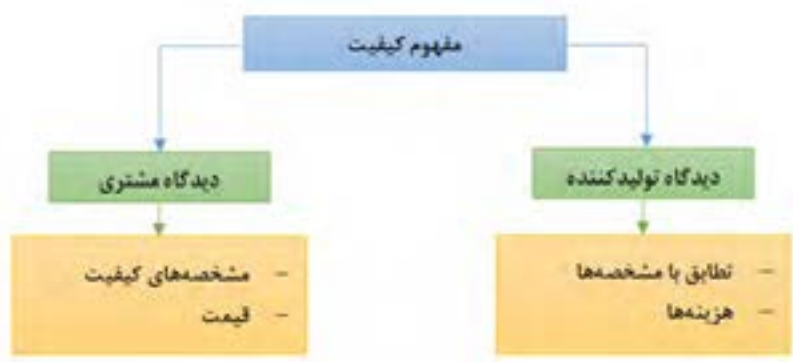 مفهوم کیفیت
دیدگاه تولیدکننده
دیدگاه مشتری
- تطابق با مشخصه‌ها
- هزینه‌ها
- مشخصه‌های کیفیت
- قیمت